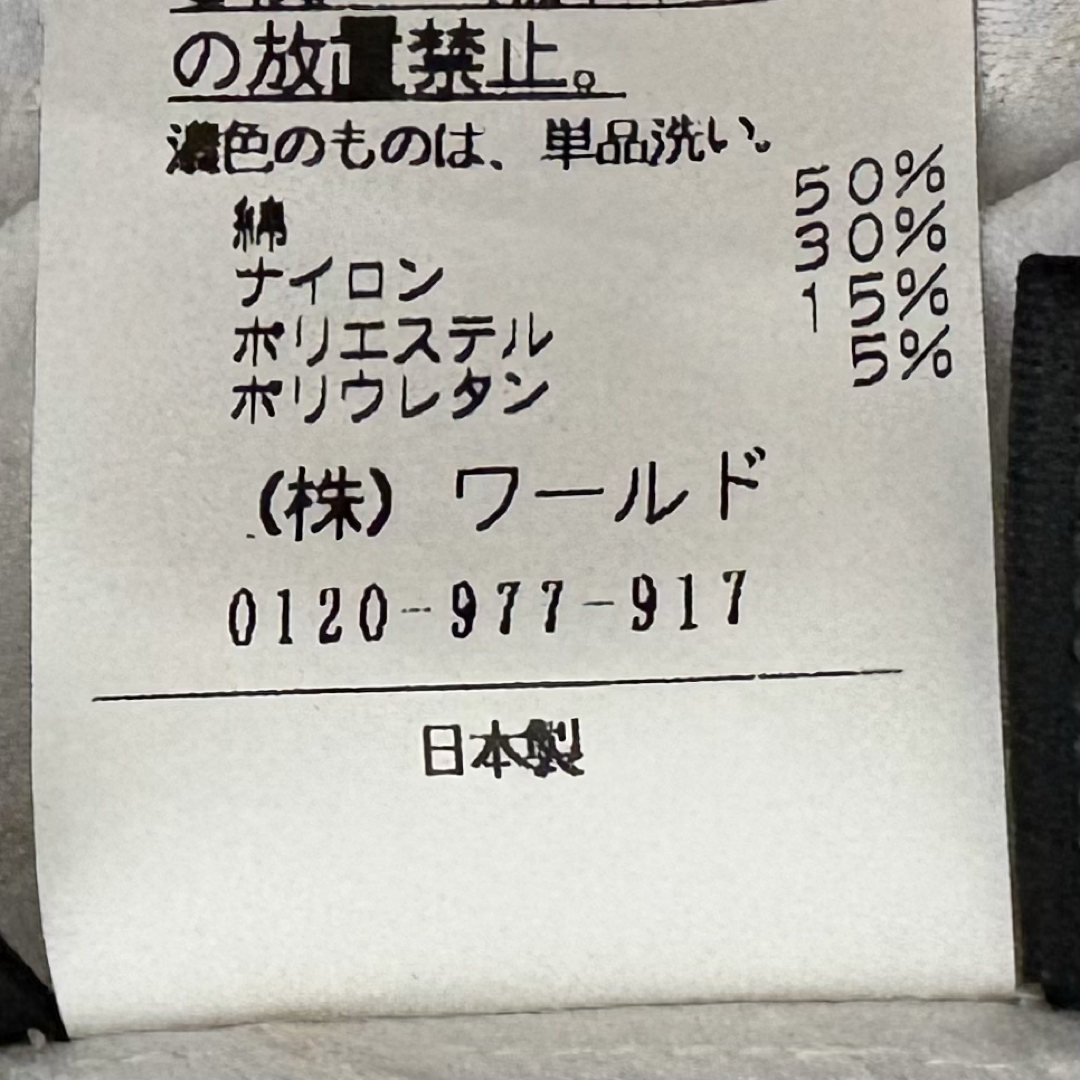 の放置禁止。
濃色のものは、単品洗い。
綿 50%
ナイロン 30%
ポリエステル 15%
ポリウレタン 5%
(株) ワールド
0120-977-917
日本製